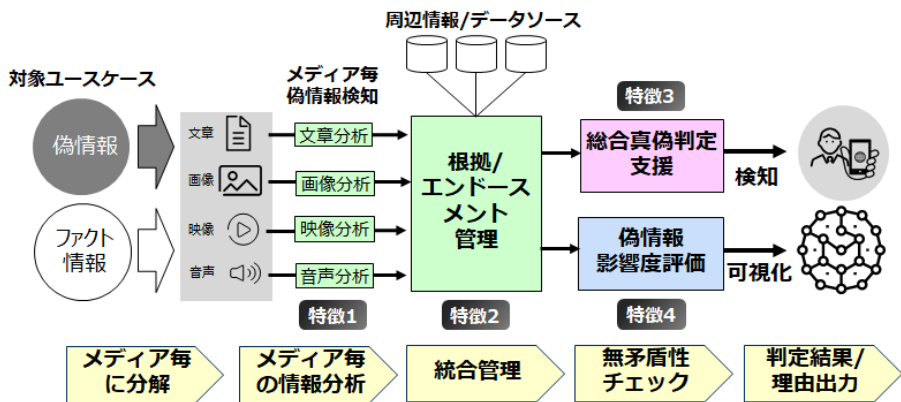 周辺情報/データソース
対象ユースケース
メディア毎
偽情報検知
特徴3
偽情報
ファクト
情報
文章
画像
映像
音声
文章分析
画像分析
映像分析
音声分析
根拠/
エンドース
メント
管理
総合真偽判定
支援
検知
偽情報
影響度評価
可視化
特徴1
特徴2
特徴4
メディア毎
に分解
メディア毎
の情報分析
統合管理
無矛盾性
チェック
判定結果/
理由出力